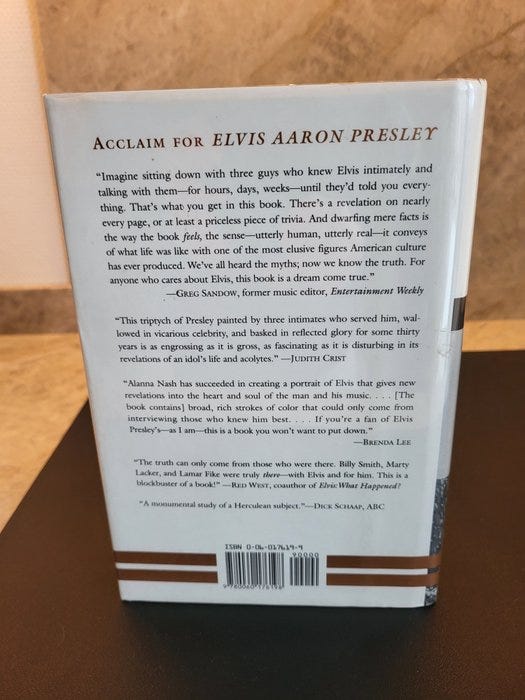 ACCLAIM FOR ELVIS AARON PRESLEY
“Imagine sitting down with three guys who knew Elvis intimately and
talking with them—for hours, days, weeks—until they’d told you every-
thing. That’s what you get in this book. There’s a revelation on nearly
every page, or at least a priceless piece of trivia. And dwarfing mere facts is
the way the book feels, the sense—utterly human, utterly real—it conveys
of what life was like with one of the most elusive figures American culture
has ever produced. We’ve all heard the myths; now we know the truth. For
anyone who cares about Elvis, this book is a dream come true.”
—GREG SANDOW, former music editor, Entertainment Weekly
“This triptych of Presley painted by three intimates who served him, wal-
lowed in vicarious celebrity, and basked in reflected glory for some thirty
years is as engrossing as it is gross, as fascinating as it is disturbing in its
revelations of an idol’s life and acolytes.” —JUDITH CRIST
“Alanna Nash has succeeded in creating a portrait of Elvis that gives new
revelations into the heart and soul of the man and his music. . . . [The
book contains] broad, rich strokes of color that could only come from
interviewing those who knew him best. . . . If you’re a fan of Elvis
Presley’s—as I am—this is a book you won’t want to put down.”
—BRENDA LEE
“The truth can only come from those who were there. Billy Smith, Marty
Lacker, and Lamar Fike were truly there—with Elvis and for him. This is a
blockbuster of a book!” —RED WEST, coauthor of Elvis: What Happened?
“A monumental study of a Herculean subject.”—DICK SCHAAP, ABC
ISBN 0-06-017619-9
90000
9 780060 176198